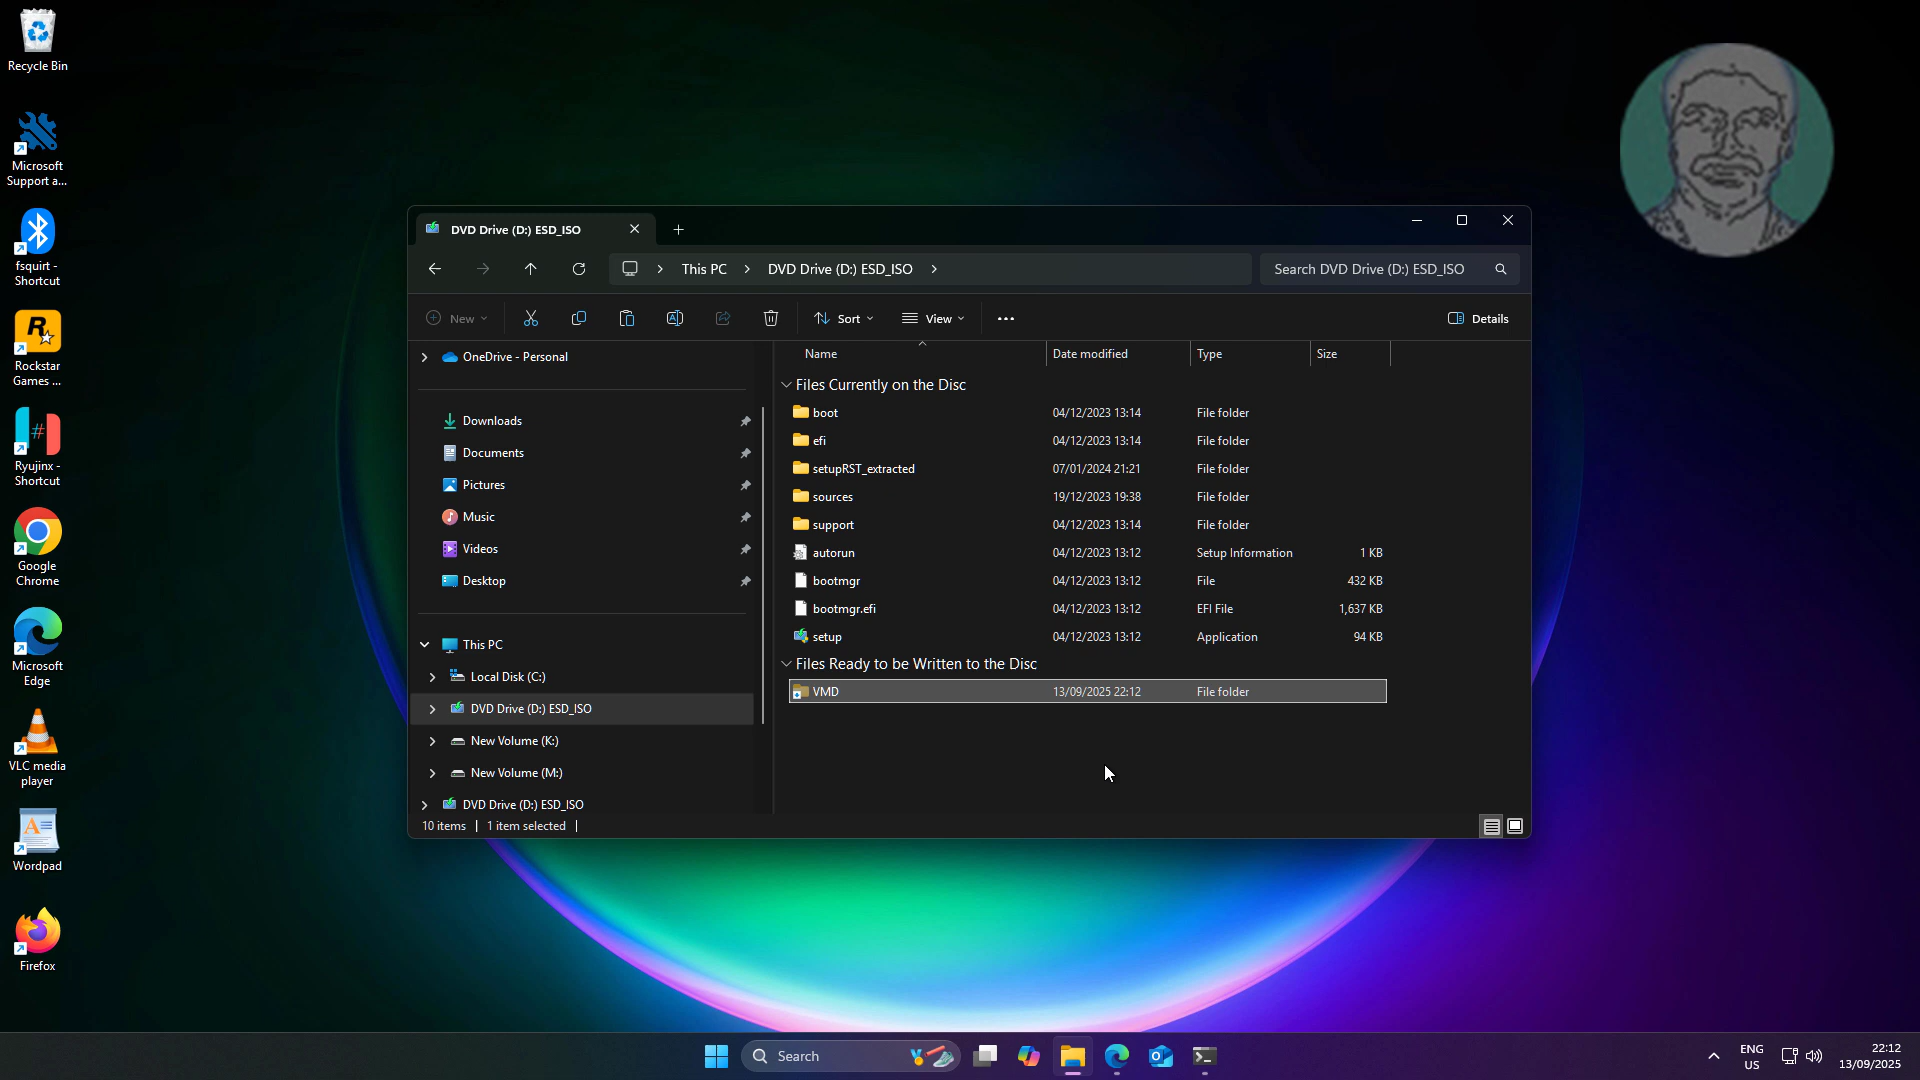 Recycle Bin
Microsoft
Support a...
fsquirt -
Shortcut
Rockstar
Games ...
Ryujinx -
Shortcut
Google
Chrome
Microsoft
Edge
VLC media
player
Wordpad
Firefox
DVD Drive (D:) ESD_ISO
This PC
DVD Drive (D:) ESD_ISO
Search DVD Drive (D:) ESD_ISO
New
Sort
View
Details
OneDrive - Personal
Downloads
Documents
Pictures
Music
Videos
Desktop
This PC
Local Disk (C:)
DVD Drive (D:) ESD_ISO
New Volume (K:)
New Volume (M:)
DVD Drive (D:) ESD_ISO
Name Date modified Type Size
Files Currently on the Disc
boot 04/12/2023 13:14 File folder
efi 04/12/2023 13:14 File folder
setupRST_extracted 07/01/2024 21:21 File folder
sources 19/12/2023 19:38 File folder
support 04/12/2023 13:14 File folder
autorun 04/12/2023 13:12 Setup Information 1 KB
bootmgr 04/12/2023 13:12 File 432 KB
bootmgr.efi 04/12/2023 13:12 EFI File 1,637 KB
setup 04/12/2023 13:12 Application 94 KB
Files Ready to be Written to the Disc
VMD 13/09/2025 22:12 File folder
10 items 1 item selected
Search
ENG
US
22:12
13/09/2025